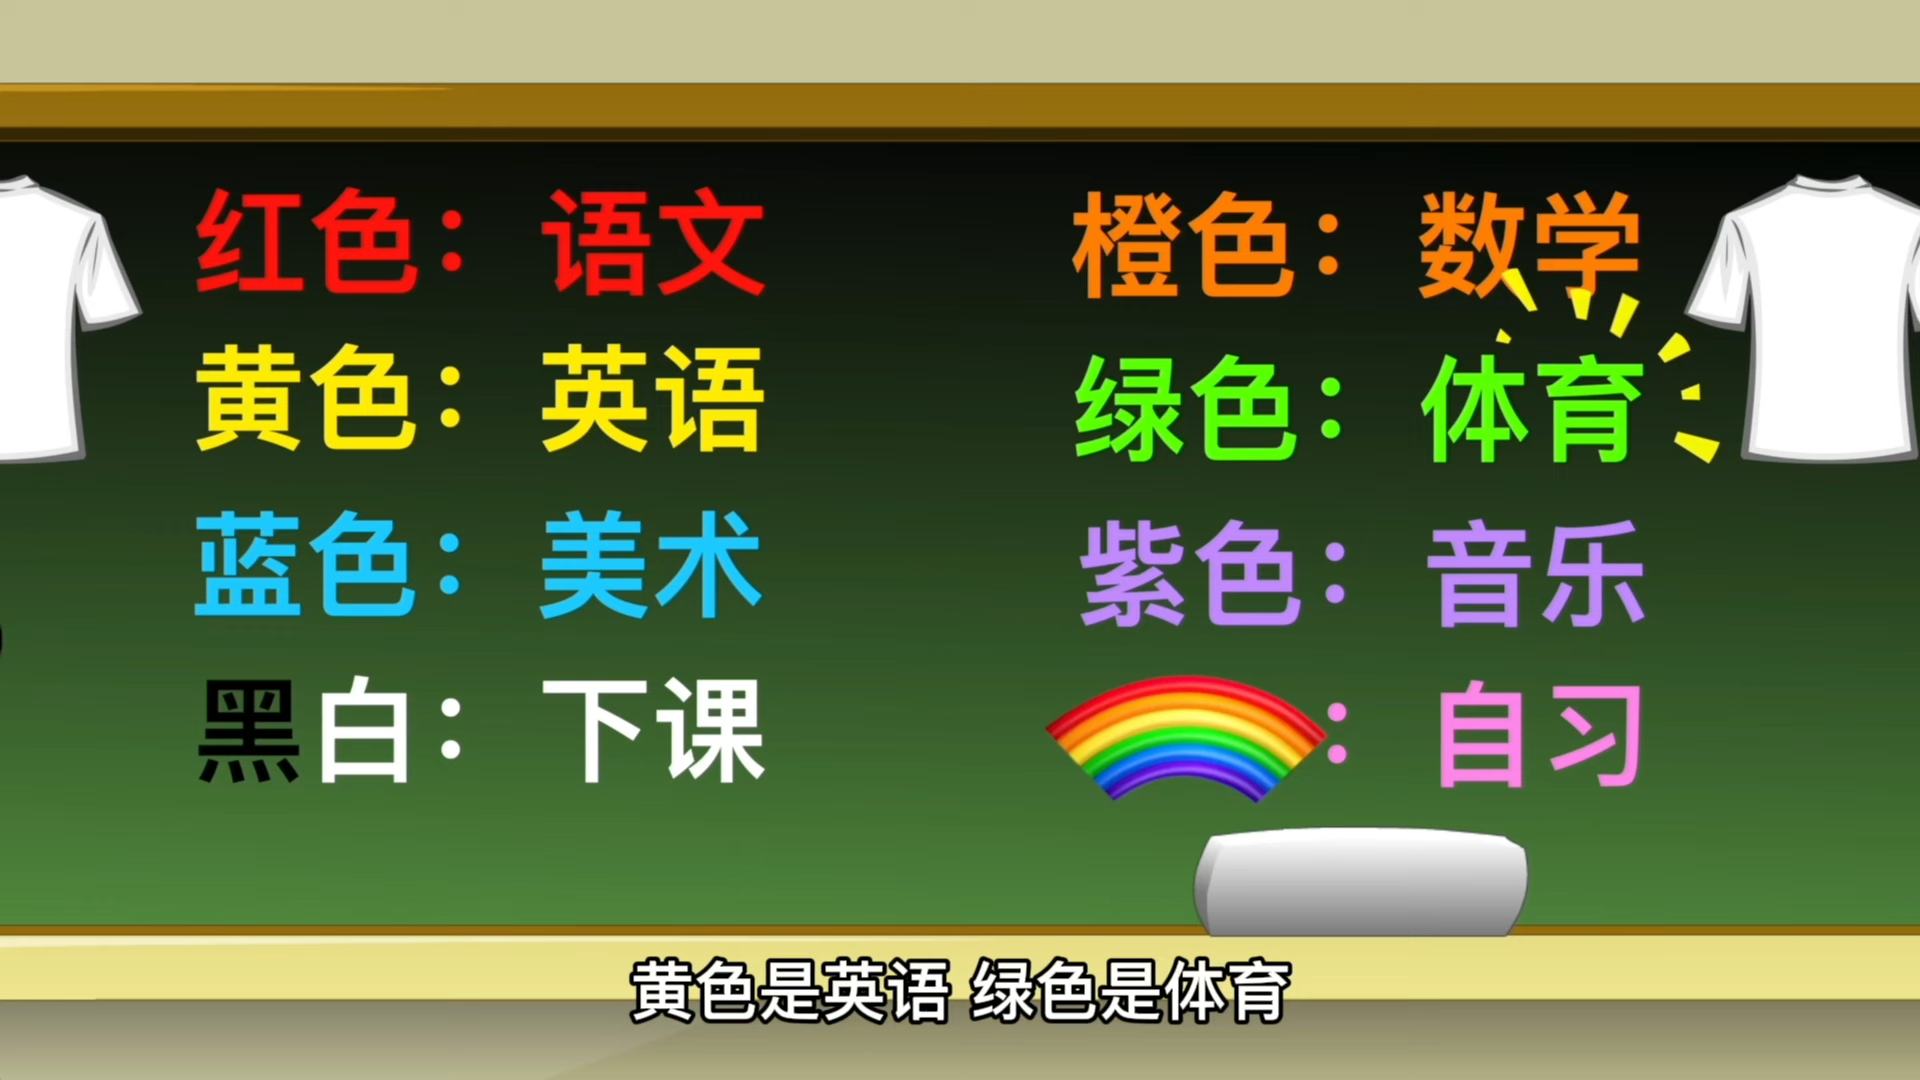 红色：语文
橙色：数学
黄色：英语
绿色：体育
蓝色：美术
紫色：音乐
黑白：下课
：自习
黄色是英语 绿色是体育